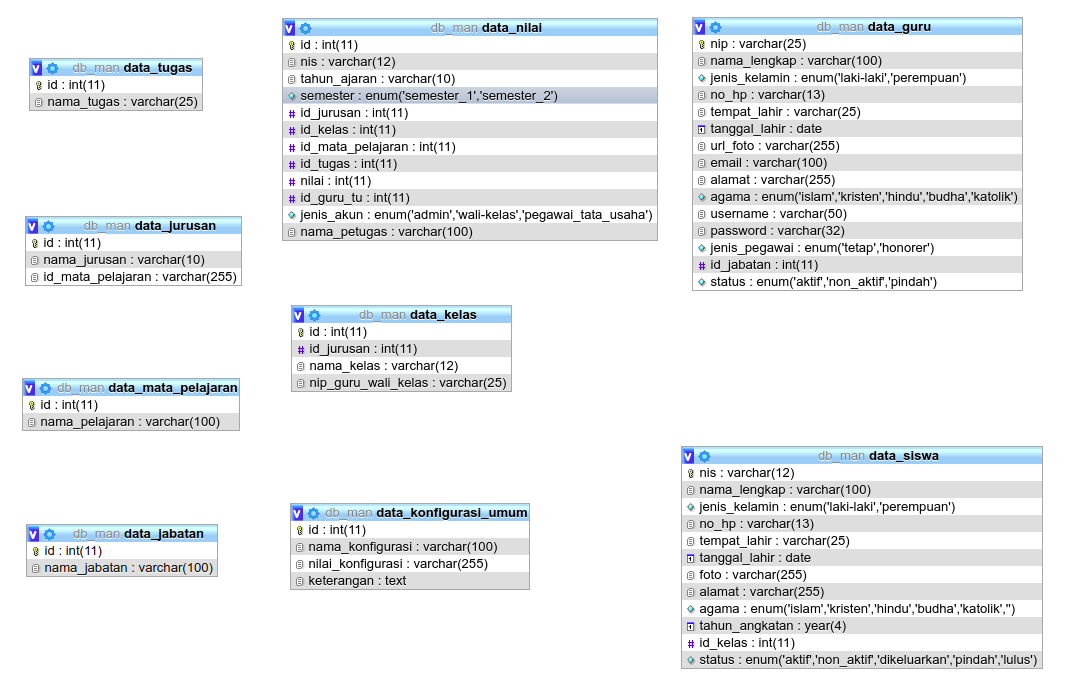 db_man data_tugas
id : int(11)
nama_tugas : varchar(25)
db_man data_jurusan
id : int(11)
nama_jurusan : varchar(10)
id_mata_pelajaran : varchar(255)
db_man data_mata_pelajaran
id : int(11)
nama_pelajaran : varchar(100)
db_man data_jabatan
id : int(11)
nama_jabatan : varchar(100)
db_man data_nilai
id : int(11)
nis : varchar(12)
tahun_ajaran : varchar(10)
semester : enum('semester_1','semester_2')
id_jurusan : int(11)
id_kelas : int(11)
id_mata_pelajaran : int(11)
id_tugas : int(11)
nilai : int(11)
id_guru_tu : int(11)
jenis_akun : enum('admin','wali-kelas','pegawai_tata_usaha')
nama_petugas : varchar(100)
db_man data_kelas
id : int(11)
id_jurusan : int(11)
nama_kelas : varchar(12)
nip_guru_wali_kelas : varchar(25)
db_man data_konfigurasi_umum
id : int(11)
nama_konfigurasi : varchar(100)
nilai_konfigurasi : varchar(255)
keterangan : text
db_man data_guru
nip : varchar(25)
nama_lengkap : varchar(100)
jenis_kelamin : enum('laki-laki','perempuan')
no_hp : varchar(13)
tempat_lahir : varchar(25)
tanggal_lahir : date
url_foto : varchar(255)
email : varchar(100)
alamat : varchar(255)
agama : enum('islam','kristen','hindu','budha','katolik')
username : varchar(50)
password : varchar(32)
jenis_pegawai : enum('tetap','honorer')
id_jabatan : int(11)
status : enum('aktif','non_aktif','pindah')
db_man data_siswa
nis : varchar(12)
nama_lengkap : varchar(100)
jenis_kelamin : enum('laki-laki','perempuan')
no_hp : varchar(13)
tempat_lahir : varchar(25)
tanggal_lahir : date
foto : varchar(255)
alamat : varchar(255)
agama : enum('islam','kristen','hindu','budha','katolik','')
tahun_angkatan : year(4)
id_kelas : int(11)
status : enum('aktif','non_aktif','dikeluarkan','pindah','lulus')